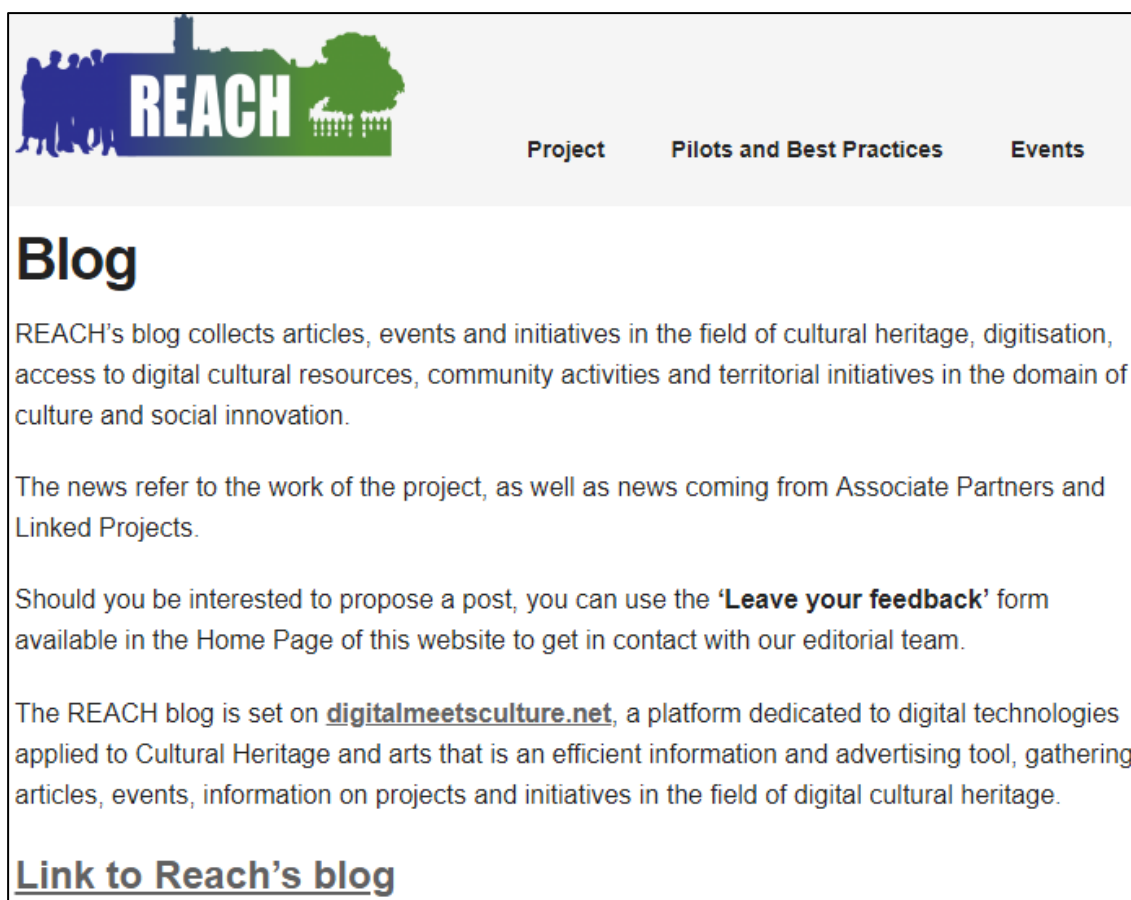 REACH
Project Pilots and Best Practices Events
Blog
REACH’s blog collects articles, events and initiatives in the field of cultural heritage, digitisation,
access to digital cultural resources, community activities and territorial initiatives in the domain of
culture and social innovation.
The news refer to the work of the project, as well as news coming from Associate Partners and
Linked Projects.
Should you be interested to propose a post, you can use the ‘Leave your feedback’ form
available in the Home Page of this website to get in contact with our editorial team.
The REACH blog is set on digitalmeetsculture.net, a platform dedicated to digital technologies
applied to Cultural Heritage and arts that is an efficient information and advertising tool, gathering
articles, events, information on projects and initiatives in the field of digital cultural heritage.
Link to Reach’s blog